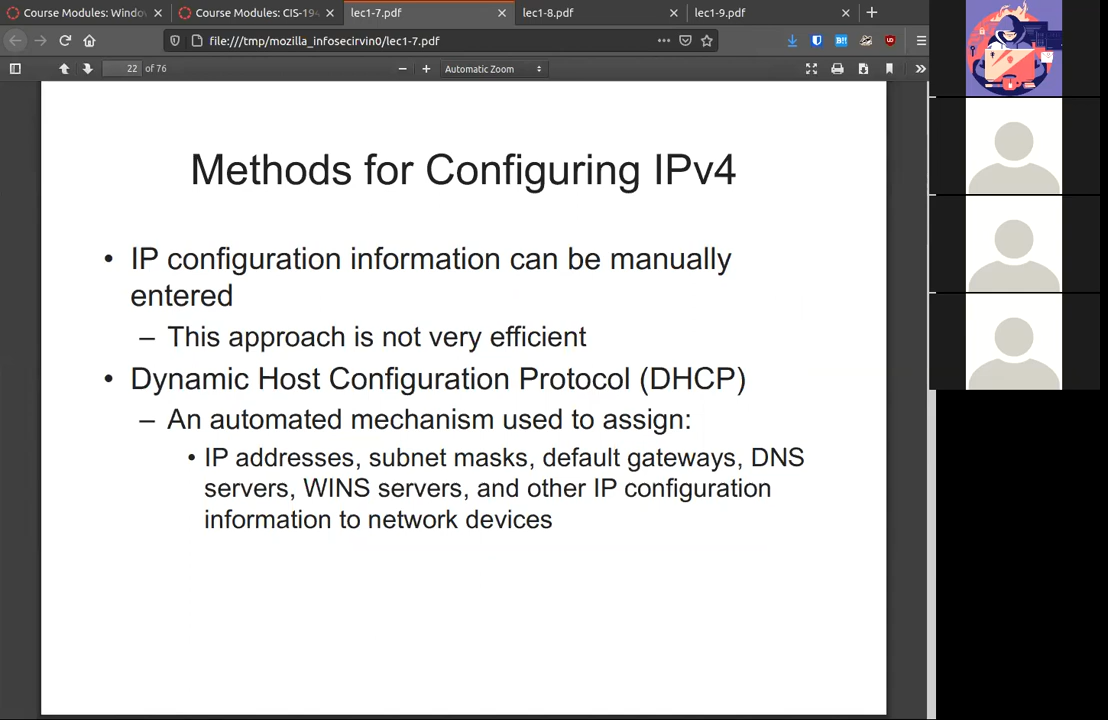 Course Modules: Windo
Course Modules: CIS-194
lec1-7.pdf
lec1-8.pdf
lec1-9.pdf
file:///tmp/mozilla_infosecirvin0/lec1-7.pdf
22 of 76
Automatic Zoom
Methods for Configuring IPv4
• IP configuration information can be manually
entered
– This approach is not very efficient
• Dynamic Host Configuration Protocol (DHCP)
– An automated mechanism used to assign:
• IP addresses, subnet masks, default gateways, DNS
servers, WINS servers, and other IP configuration
information to network devices